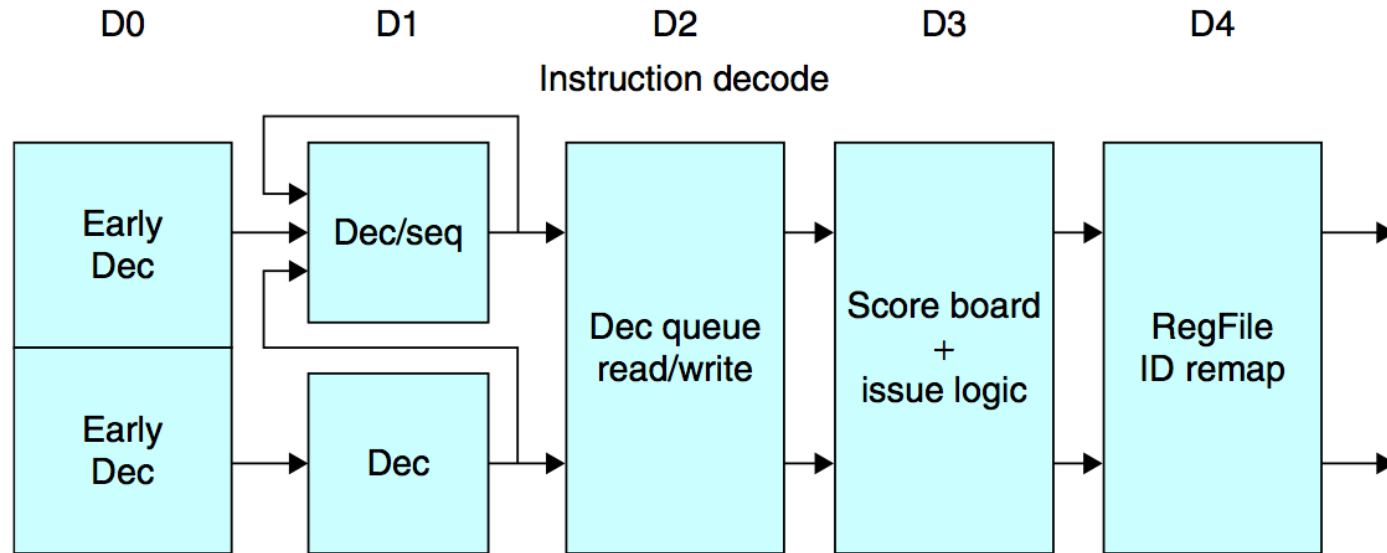 D0 D1 D2 D3 D4
Instruction decode
Early
Dec
Dec/seq
Early
Dec
Dec
Dec queue
read/write
Score board
+
issue logic
RegFile
ID remap